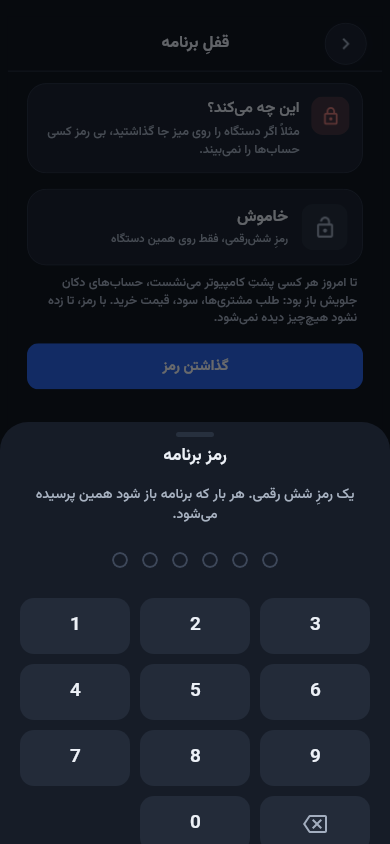 قفلِ برنامه
این چه می‌کند؟
مثلاً اگر دستگاه را روی میز جا گذاشتید، بی رمز کسی
حساب‌ها را نمی‌بیند.
خاموش
رمزِ شش‌رقمی، فقط روی همین دستگاه
تا امروز هر کسی پشتِ کامپیوتر می‌نشست، حساب‌های دکان
جلویش باز بود: طلب مشتری‌ها، سود، قیمت خرید. با رمز، تا زده
نشود هیچ‌چیز دیده نمی‌شود.
گذاشتن رمز
رمز برنامه
یک رمزِ شش رقمی. هر بار که برنامه باز شود همین پرسیده
می‌شود.
1 2 3
4 5 6
7 8 9
0